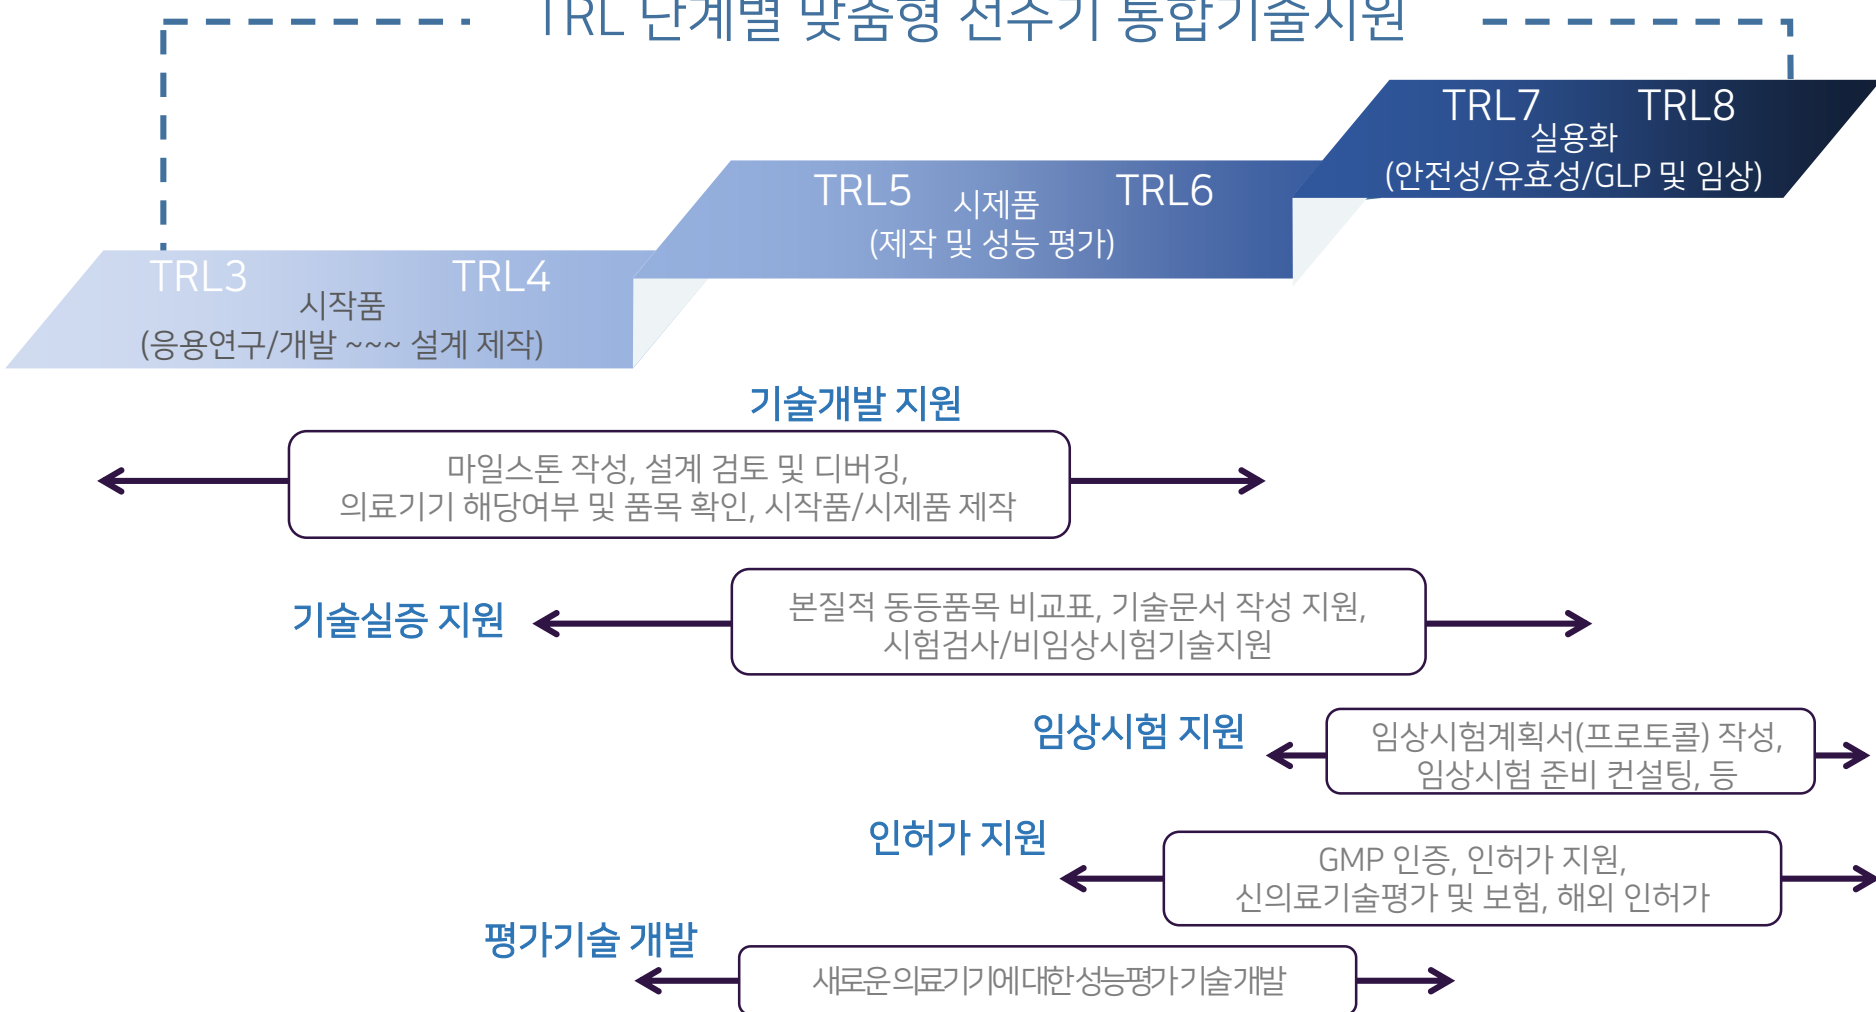 TRL 단계별 맞춤형 전주기 통합기술지원
TRL7 TRL8
실용화
(안전성/유효성/GLP 및 임상)
TRL5 시제품 TRL6
(제작 및 성능 평가)
TRL3 TRL4
시작품
(응용연구/개발 ~~~ 설계 제작)
기술개발 지원
마일스톤 작성, 설계 검토 및 디버깅,
의료기기 해당여부 및 품목 확인, 시작품/시제품 제작
기술실증 지원
본질적 동등품목 비교표, 기술문서 작성 지원,
시험검사/비임상시험기술지원
임상시험 지원
임상시험계획서(프로토콜) 작성,
임상시험 준비 컨설팅, 등
인허가 지원
GMP 인증, 인허가 지원,
신의료기술평가 및 보험, 해외 인허가
평가기술 개발
새로운 의료기기에 대한 성능평가 기술 개발